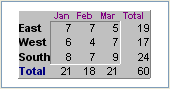 Jan Feb Mar Total
East 7 7 5 19
West 6 4 7 17
South 8 7 9 24
Total 21 18 21 60